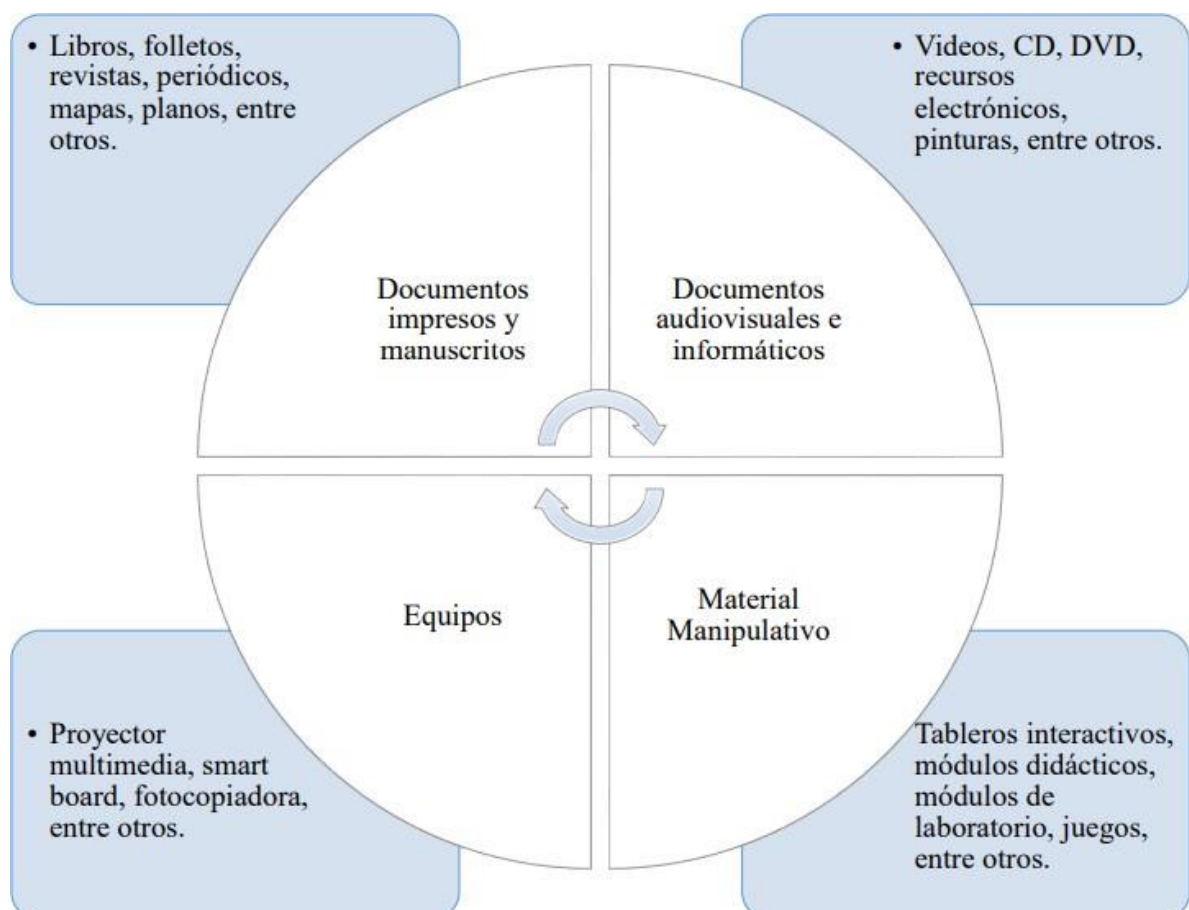 • Libros, folletos,
revistas, periódicos,
mapas, planos, entre
otros.
• Videos, CD, DVD,
recursos
electrónicos,
pinturas, entre otros.
Documentos
impresos y
manuscritos
Documentos
audiovisuales e
informáticos
Equipos
Material
Manipulativo
• Proyector
multimedia, smart
board, fotocopiadora,
entre otros.
Tableros interactivos,
módulos didácticos,
módulos de
laboratorio, juegos,
entre otros.